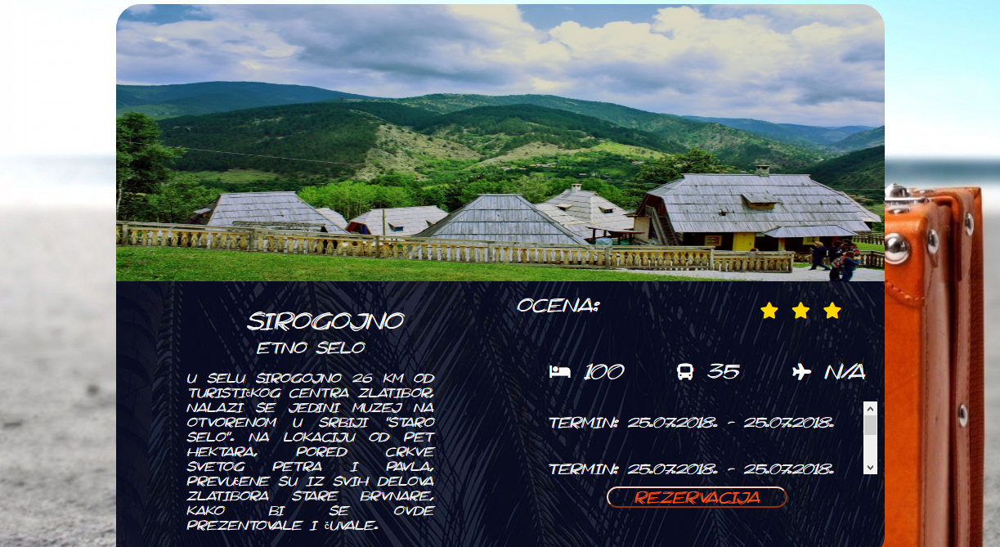 SIROGOJNO
ETNO SELO
U SELU SIROGOJNO 26 KM OD
TURISTIčKOG CENTRA ZLATIBOR,
NALAZI SE JEDINI MUZEJ NA
OTVORENOM U SRBIJI "STARO
SELO". NA LOKACIJU OD PET
HEKTARA, PORED CRKVE
SVETOG PETRA I PAVLA,
PREVUčENE SU IZ SVIH DELOVA
ZLATIBORA STARE BRVNARE,
KAKO BI SE OVDE
PREZENTOVALE I čUVALE.
OCENA:
100 35 N/A
TERMIN: 25.07.2018. - 25.07.2018.
TERMIN: 25.07.2018. - 25.07.2018.
REZERVACIJA